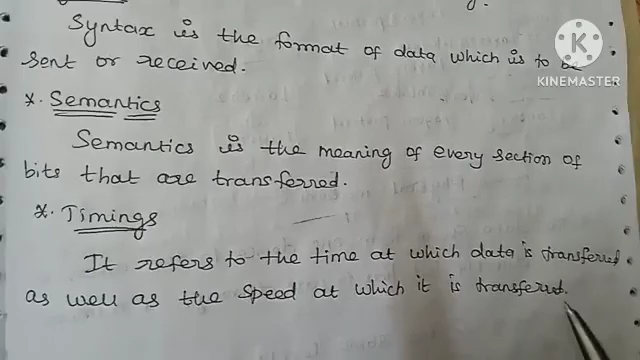 Syntax is the format of data which is to be
sent or received.
KINEMASTER
*. Semantics
Semantics is the meaning of every section of
bits that are transferred.
*. Timings
It refers to the time at which data is transferred
as well as the speed at which it is transferred.